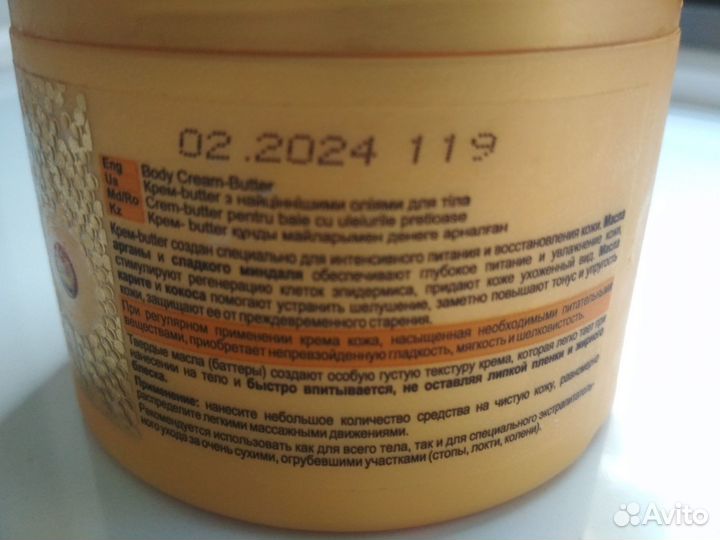 02.2024 119
Eng Body Cream-Butter
Ua Крем-butter з найціннішими оліями для тіла
Md/Ro Crem-butter pentru baie cu uleiurile pretioase
Kz Крем- butter құнды майларымен денеге арналған
Крем-butter создан специально для интенсивного питания и восстановления кожи. Масла
арганы и сладкого миндаля обеспечивают глубокое питание и увлажнение кожи,
стимулируют регенерацию клеток эпидермиса, придают коже ухоженный вид. Масла
карите и кокоса помогают устранить шелушение, заметно повышают тонус и упругость
кожи, защищают ее от преждевременного старения.
При регулярном применении крема кожа, насыщенная необходимыми питательными
веществами, приобретает непревзойденную гладкость, мягкость и шелковистость.
Твердые масла (баттеры) создают особую густую текстуру крема, которая легко тает при
нанесении на тело и быстро впитывается, не оставляя липкой пленки и жирного
блеска.
Применение: нанесите небольшое количество средства на чистую кожу, равномерно
распределите легкими массажными движениями.
Рекомендуется использовать как для всего тела, так и для специального экстрапитатель-
ного ухода за очень сухими, огрубевшими участками (стопы, локти, колени).
Avito